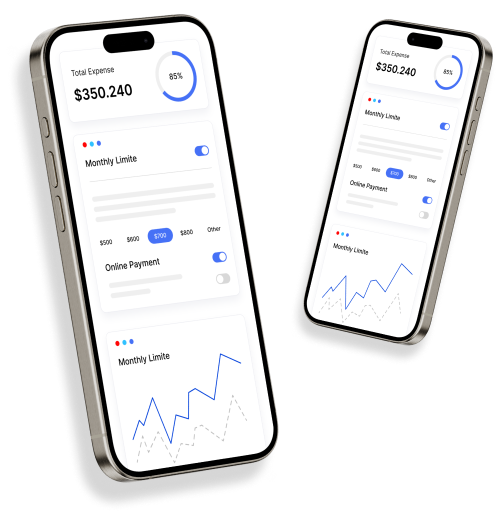 Total Expense
$350.240
85%
Monthly Limite
$500 $600 $700 $800 Other
Online Payment
Monthly Limite
Total Expense
$350.240
85%
Monthly Limite
$500 $600 $700 $800 Other
Online Payment
Monthly Limite